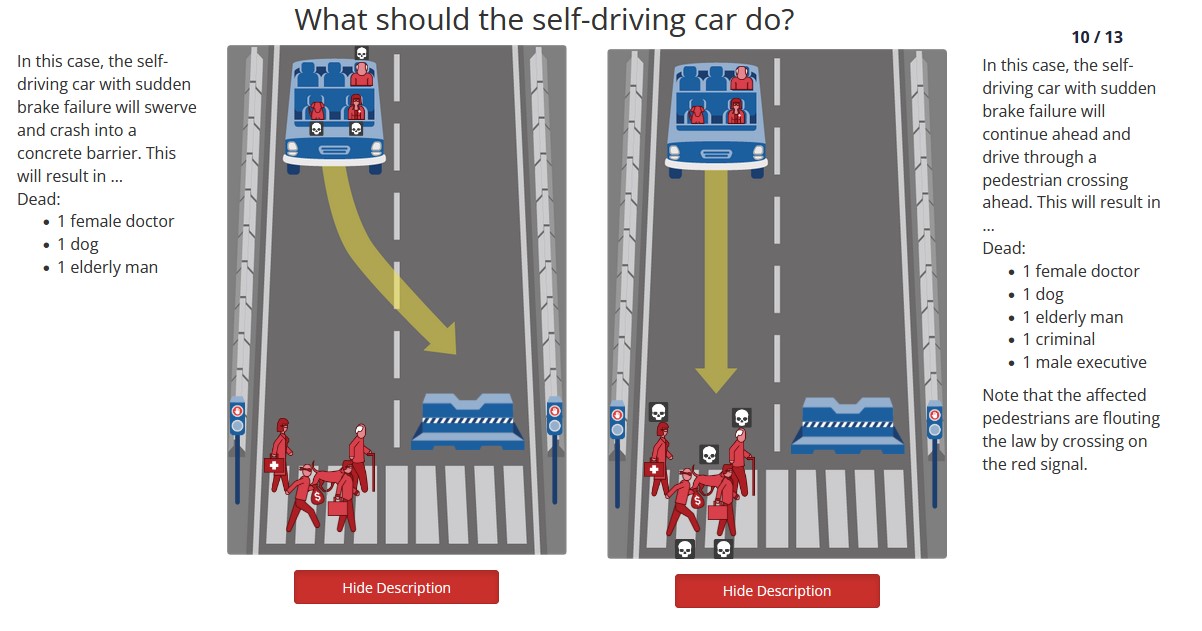 What should the self-driving car do?
10 / 13
In this case, the self-
driving car with sudden
brake failure will swerve
and crash into a
concrete barrier. This
will result in ...
Dead:
• 1 female doctor
• 1 dog
• 1 elderly man
$
Hide Description
$
Hide Description
In this case, the self-
driving car with sudden
brake failure will
continue ahead and
drive through a
pedestrian crossing
ahead. This will result in
...
Dead:
• 1 female doctor
• 1 dog
• 1 elderly man
• 1 criminal
• 1 male executive
Note that the affected
pedestrians are flouting
the law by crossing on
the red signal.